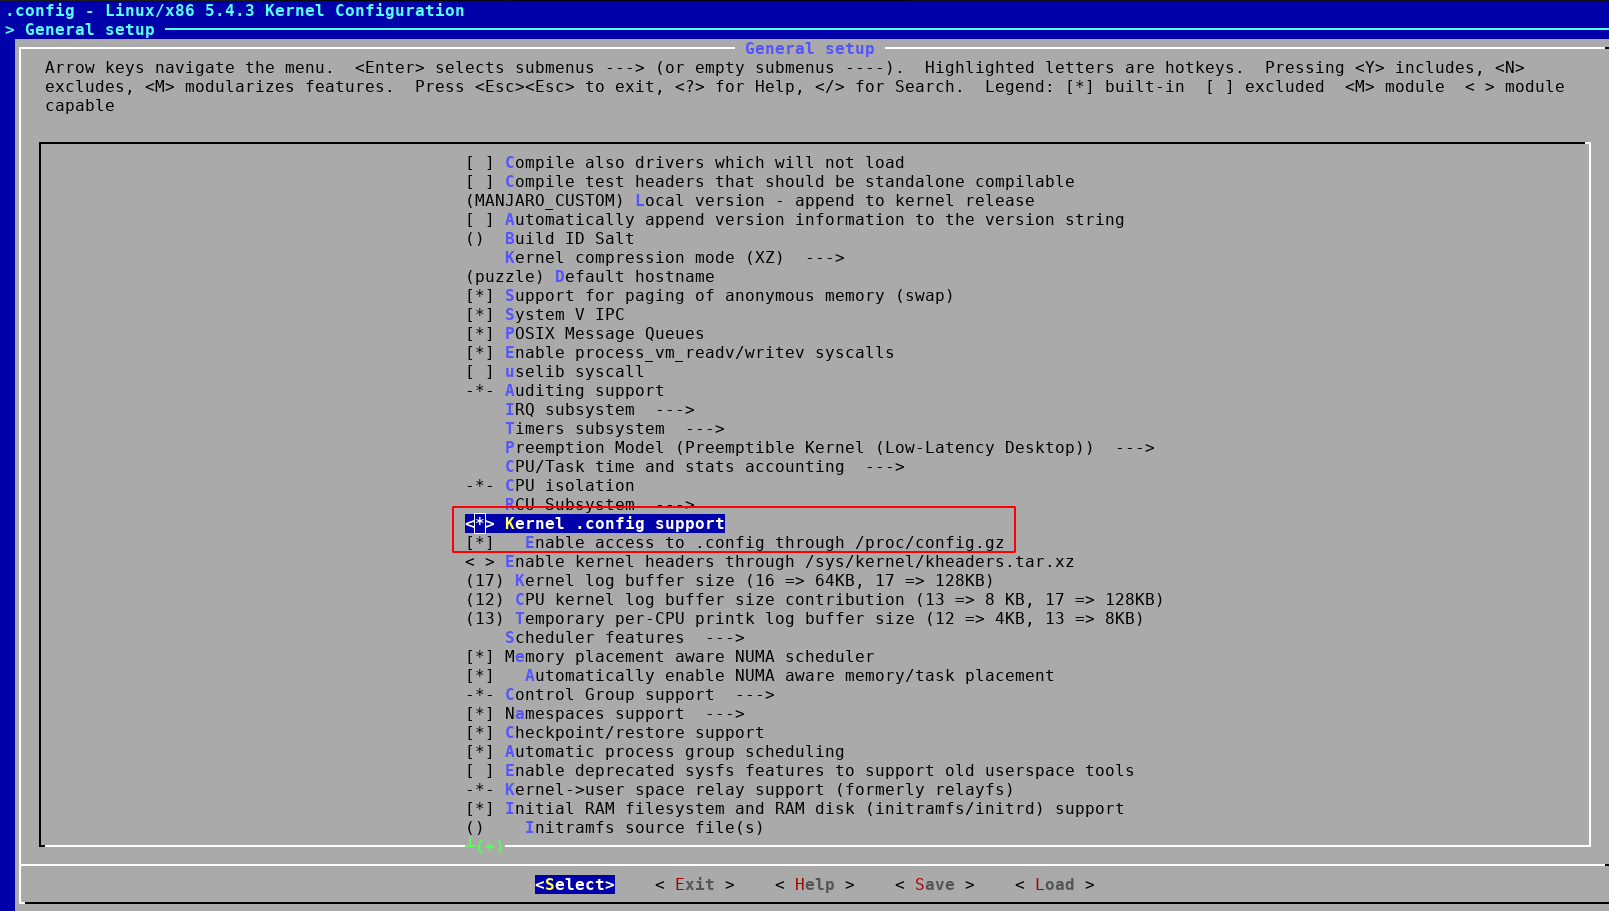 .config - Linux/x86 5.4.3 Kernel Configuration
> General setup
General setup
Arrow keys navigate the menu.  <Enter> selects submenus ---> (or empty submenus ----).  Highlighted letters are hotkeys.  Pressing <Y> includes, <N>
excludes, <M> modularizes features.  Press <Esc><Esc> to exit, <?> for Help, </> for Search.  Legend: [*] built-in  [ ] excluded  <M> module  < > module
capable
[ ] Compile also drivers which will not load
[ ] Compile test headers that should be standalone compilable
(MANJARO_CUSTOM) Local version - append to kernel release
[ ] Automatically append version information to the version string
()  Build ID Salt
    Kernel compression mode (XZ)  --->
(puzzle) Default hostname
[*] Support for paging of anonymous memory (swap)
[*] System V IPC
[*] POSIX Message Queues
[*] Enable process_vm_readv/writev syscalls
[ ] uselib syscall
-*- Auditing support
    IRQ subsystem  --->
    Timers subsystem  --->
    Preemption Model (Preemptible Kernel (Low-Latency Desktop))  --->
    CPU/Task time and stats accounting  --->
-*- CPU isolation
    RCU Subsystem  --->
<*> Kernel .config support
[*]   Enable access to .config through /proc/config.gz
< > Enable kernel headers through /sys/kernel/kheaders.tar.xz
(17) Kernel log buffer size (16 => 64KB, 17 => 128KB)
(12) CPU kernel log buffer size contribution (13 => 8 KB, 17 => 128KB)
(13) Temporary per-CPU printk log buffer size (12 => 4KB, 13 => 8KB)
    Scheduler features  --->
[*] Memory placement aware NUMA scheduler
[*]   Automatically enable NUMA aware memory/task placement
-*- Control Group support  --->
[*] Namespaces support  --->
[*] Checkpoint/restore support
[*] Automatic process group scheduling
[ ] Enable deprecated sysfs features to support old userspace tools
-*- Kernel->user space relay support (formerly relayfs)
[*] Initial RAM filesystem and RAM disk (initramfs/initrd) support
()    Initramfs source file(s)
┴(+)
<Select>    < Exit >    < Help >    < Save >    < Load >